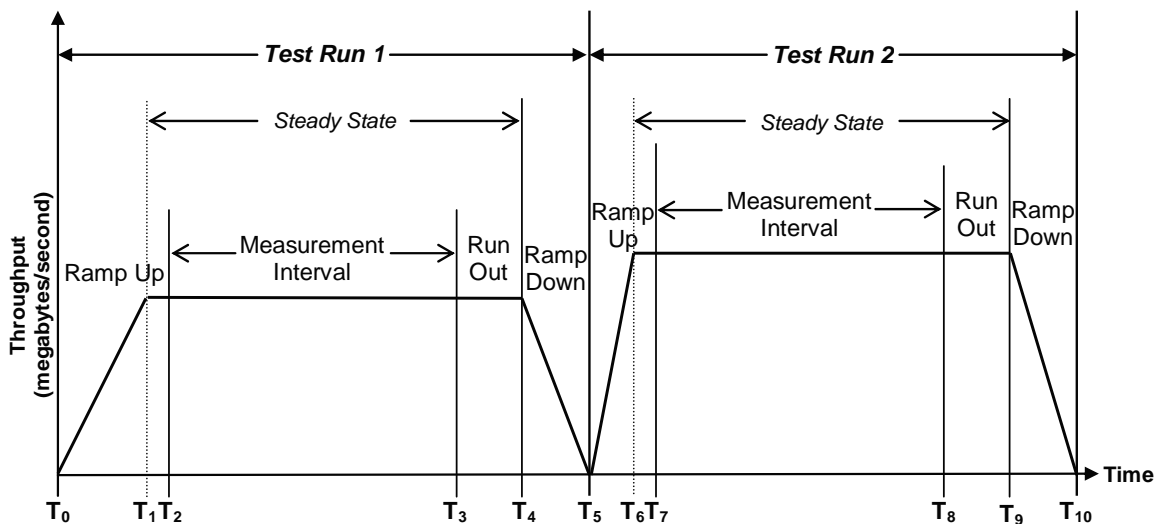 Test Run 1
Test Run 2
Steady State
Steady State
Throughput
(megabytes/second)
Ramp Up
Measurement
Interval
Run
Out
Ramp
Down
Ramp
Up
Measurement
Interval
Run
Out
Ramp
Down
Time
T0
T1
T2
T3
T4
T5
T6
T7
T8
T9
T10